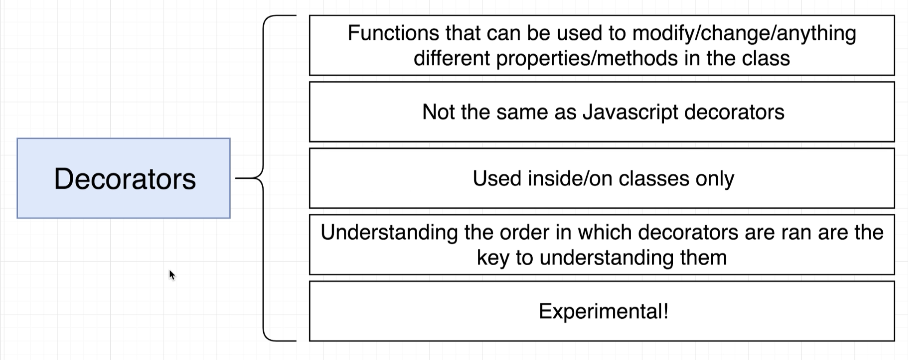 Decorators
Functions that can be used to modify/change/anything
different properties/methods in the class
Not the same as Javascript decorators
Used inside/on classes only
Understanding the order in which decorators are ran are the
key to understanding them
Experimental!